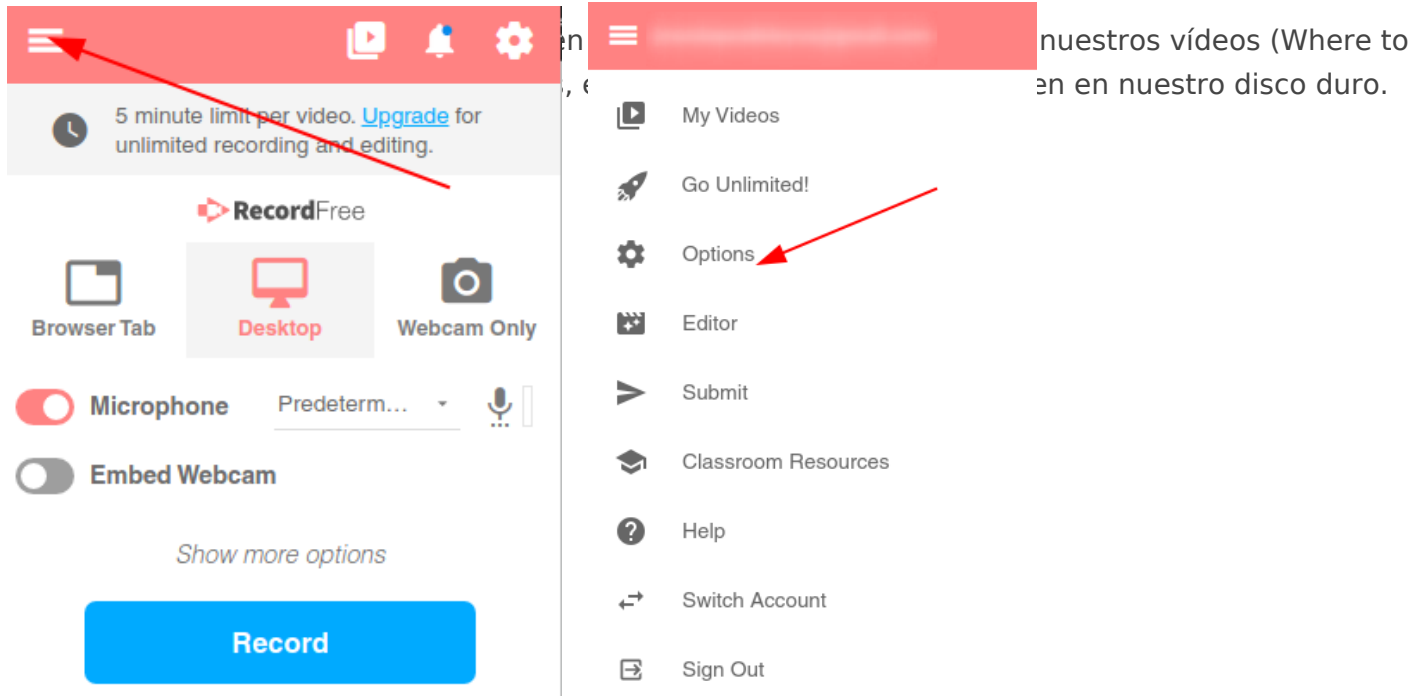 5 minute limit per video. Upgrade for
unlimited recording and editing.
RecordFree
Browser Tab
Desktop
Webcam Only
Microphone
Predeterm...
Embed Webcam
Show more options
Record
nuestros vídeos (Where to
en en nuestro disco duro.
My Videos
Go Unlimited!
Options
Editor
Submit
Classroom Resources
Help
Switch Account
Sign Out